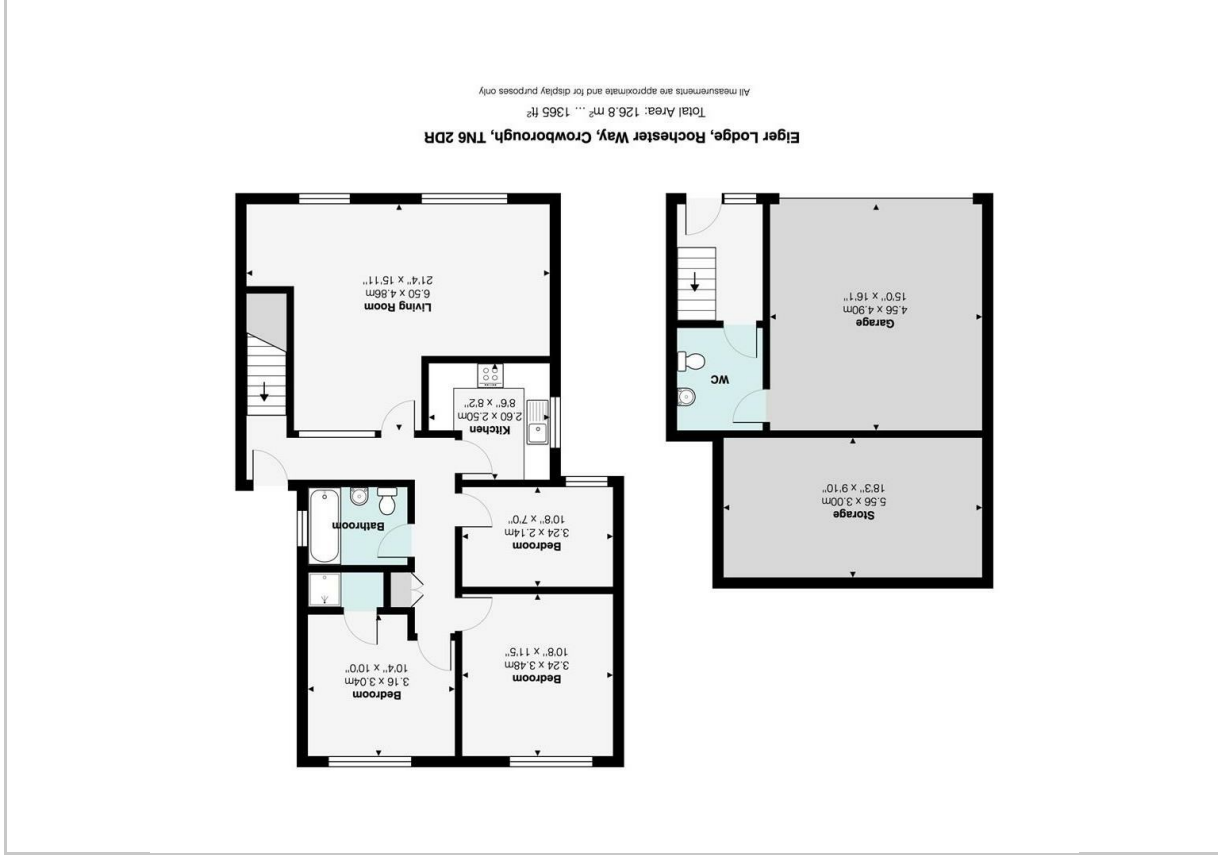 Storage
5.56 x 3.00m
18'3'' x 9'10''
Garage
4.56 x 4.90m
15'0'' x 16'1''
WC
Bedroom
3.24 x 3.48m
10'8'' x 11'5''
Bedroom
3.16 x 3.04m
10'4'' x 10'0''
Bedroom
3.24 x 2.14m
10'8'' x 7'0''
Bathroom
Kitchen
2.60 x 2.50m
8'6'' x 8'2''
Living Room
6.50 x 4.86m
21'4'' x 15'11''
Eiger Lodge, Rochester Way, Crowborough, TN6 2DR
Total Area: 126.8 m² ... 1365 ft²
All measurements are approximate and for display purposes only